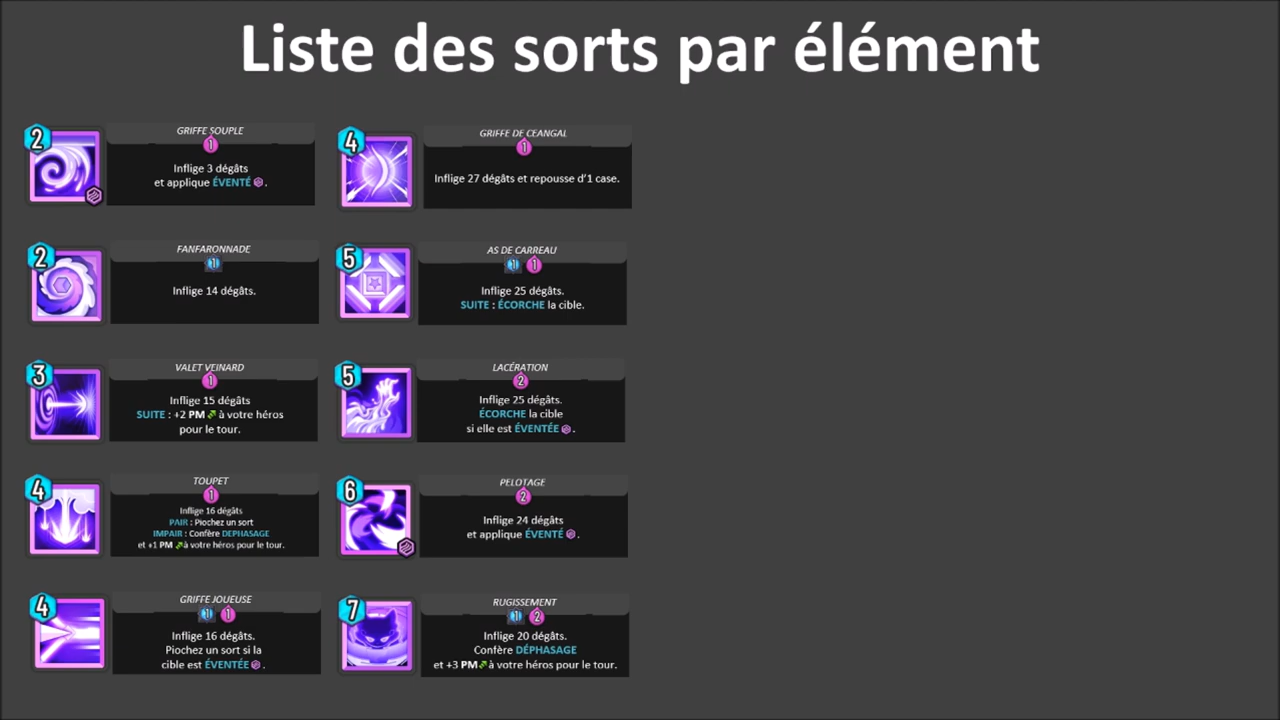 Liste des sorts par élément
2
GRIFFE SOUPLE
1
Inflige 3 dégâts
et applique ÉVENTÉ .
2
FANFARONNADE
1
Inflige 14 dégâts.
3
VALET VEINARD
1
Inflige 15 dégâts
SUITE : +2 PM à votre héros
pour le tour.
4
TOUPET
1
Inflige 16 dégâts
PAIR : Piochez un sort
IMPAIR : Confère DEPHASAGE
et +1 PM à votre héros pour le tour.
4
GRIFFE JOUEUSE
1 1
Inflige 16 dégâts.
Piochez un sort si la
cible est ÉVENTÉE .
4
GRIFFE DE CEANGAL
1
Inflige 27 dégâts et repousse d'1 case.
5
AS DE CARREAU
1 1
Inflige 25 dégâts.
SUITE : ÉCORCHE la cible.
5
LACÉRATION
2
Inflige 25 dégâts.
ÉCORCHE la cible
si elle est ÉVENTÉE .
6
PELOTAGE
2
Inflige 24 dégâts
et applique ÉVENTÉ .
7
RUGISSEMENT
1 2
Inflige 20 dégâts.
Confère DÉPHASAGE
et +3 PM à votre héros pour le tour.